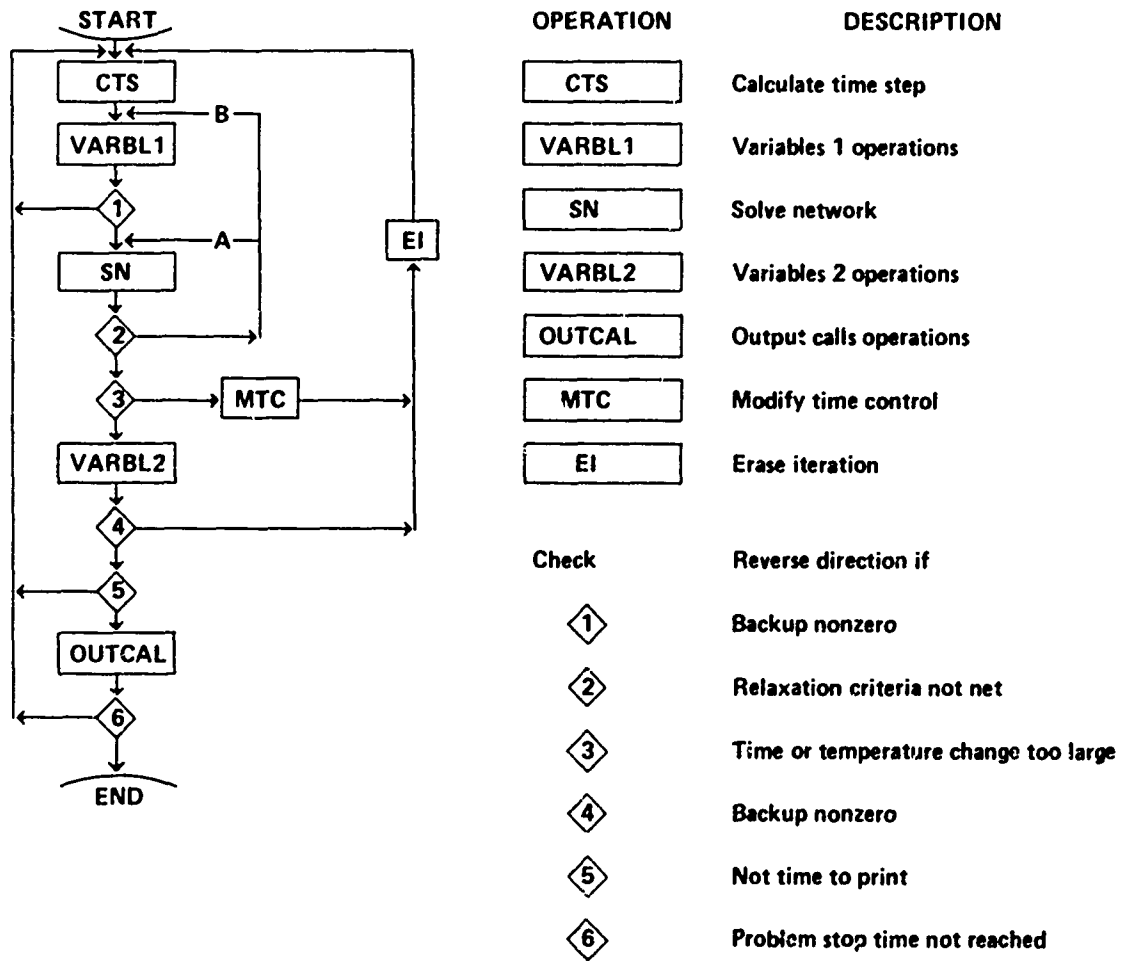 START
CTS
B
VARBL1
1
A
EI
SN
2
3
MTC
VARBL2
4
5
OUTCAL
6
END
OPERATION DESCRIPTION
CTS Calculate time step
VARBL1 Variables 1 operations
SN Solve network
VARBL2 Variables 2 operations
OUTCAL Output calls operations
MTC Modify time control
EI Erase iteration
Check Reverse direction if
1 Backup nonzero
2 Relaxation criteria not net
3 Time or temperature change too large
4 Backup nonzero
5 Not time to print
6 Problem stop time not reached